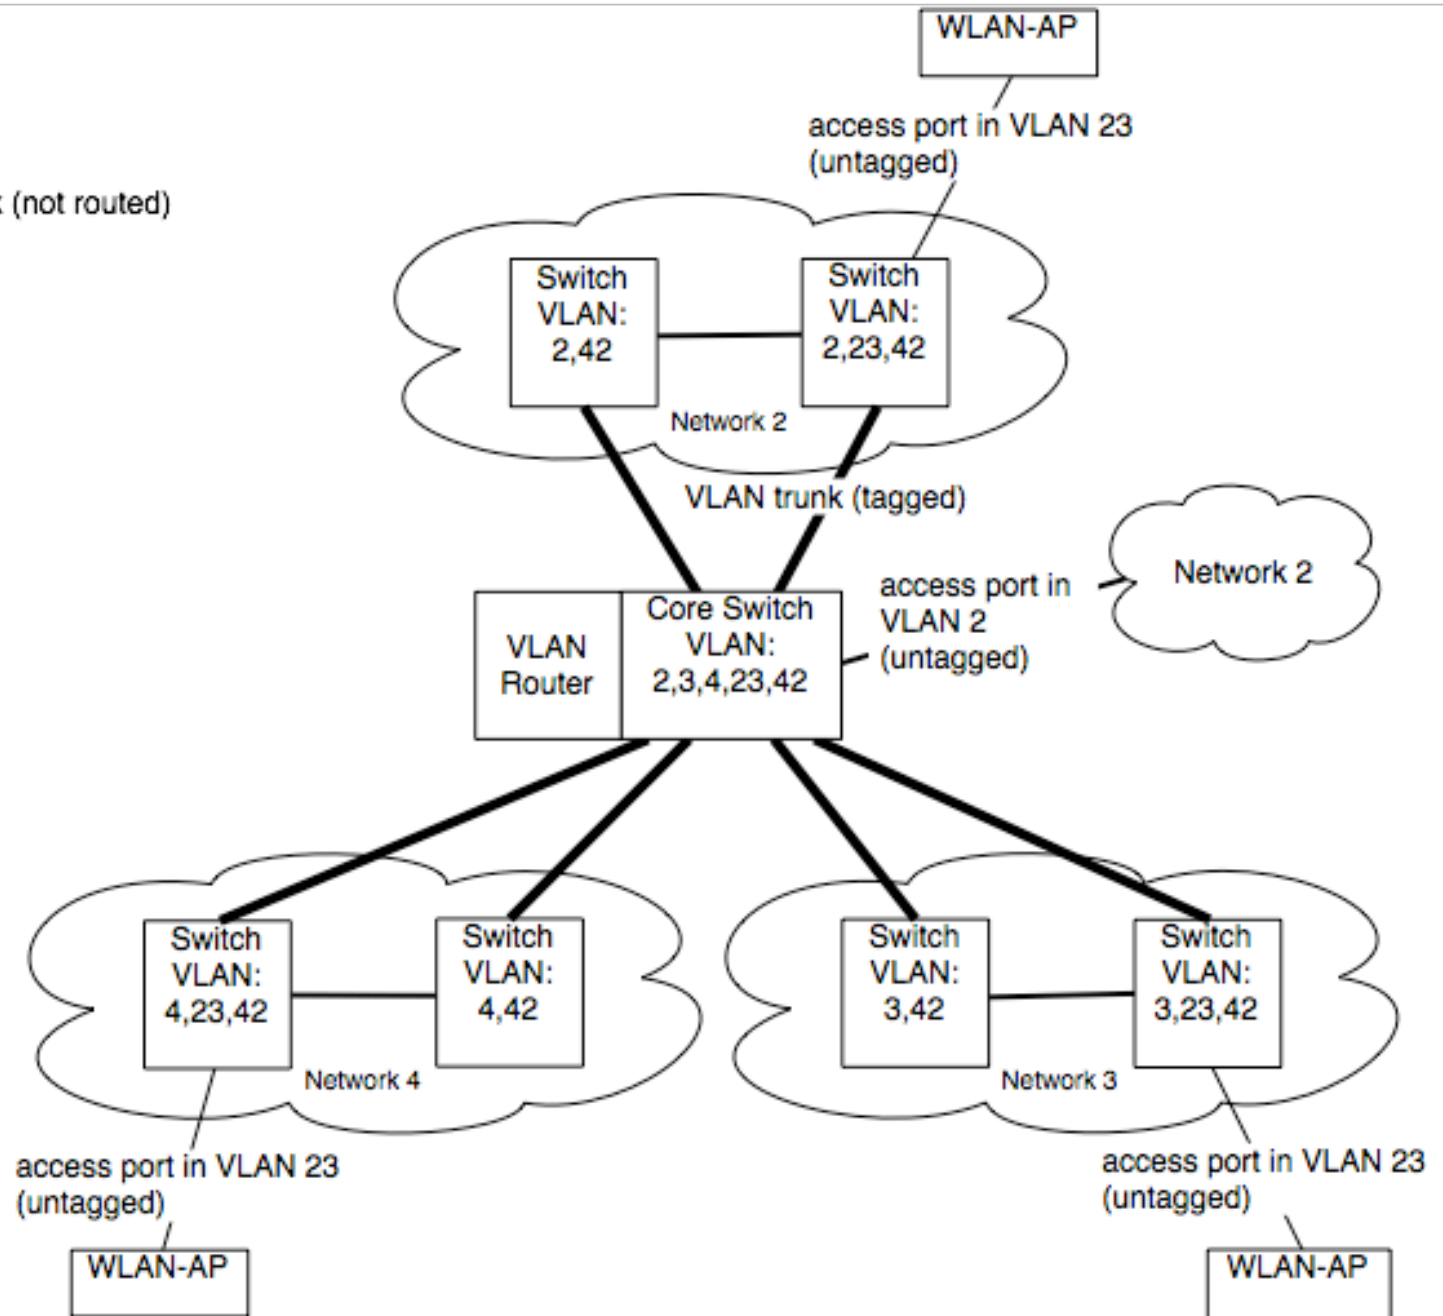 WLAN-AP
access port in VLAN 23
(untagged)
(not routed)
Switch
VLAN:
2,42
Switch
VLAN:
2,23,42
Network 2
VLAN trunk (tagged)
access port in
VLAN 2
(untagged)
Network 2
VLAN
Router
Core Switch
VLAN:
2,3,4,23,42
Switch
VLAN:
4,23,42
Switch
VLAN:
4,42
Network 4
Switch
VLAN:
3,42
Switch
VLAN:
3,23,42
Network 3
access port in VLAN 23
(untagged)
WLAN-AP
access port in VLAN 23
(untagged)
WLAN-AP